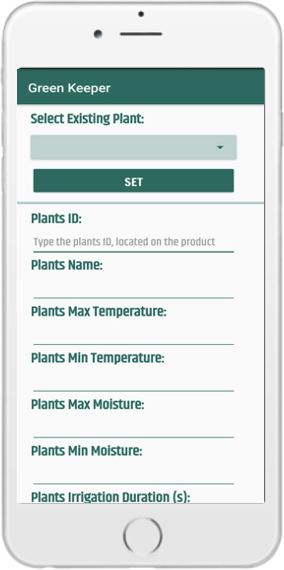 Green Keeper
Select Existing Plant:
SET
Plants ID:
Type the plants ID, located on the product
Plants Name:
Plants Max Temperature:
Plants Min Temperature:
Plants Max Moisture:
Plants Min Moisture:
Plants Irrigation Duration (s):